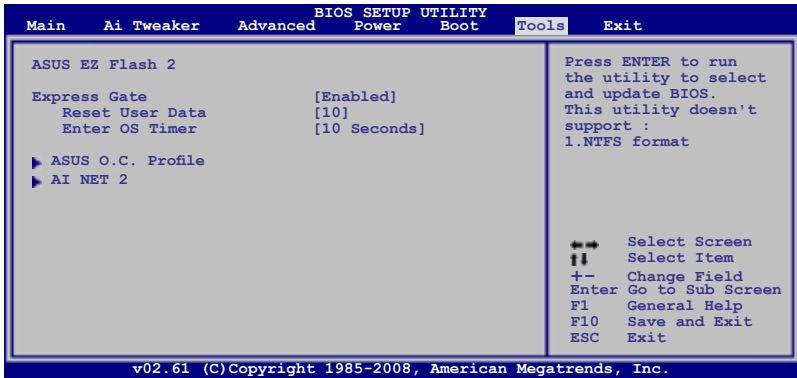 BIOS SETUP UTILITY
Main Ai Tweaker Advanced Power Boot Tools Exit
ASUS EZ Flash 2
Express Gate [Enabled]
Reset User Data [10]
Enter OS Timer [10 Seconds]
ASUS O.C. Profile
AI NET 2
Press ENTER to run
the utility to select
and update BIOS.
This utility doesn't
support :
1.NTFS format
Select Screen
Select Item
+- Change Field
Enter Go to Sub Screen
F1 General Help
F10 Save and Exit
ESC Exit
v02.61 (C)Copyright 1985-2008, American Megatrends, Inc.